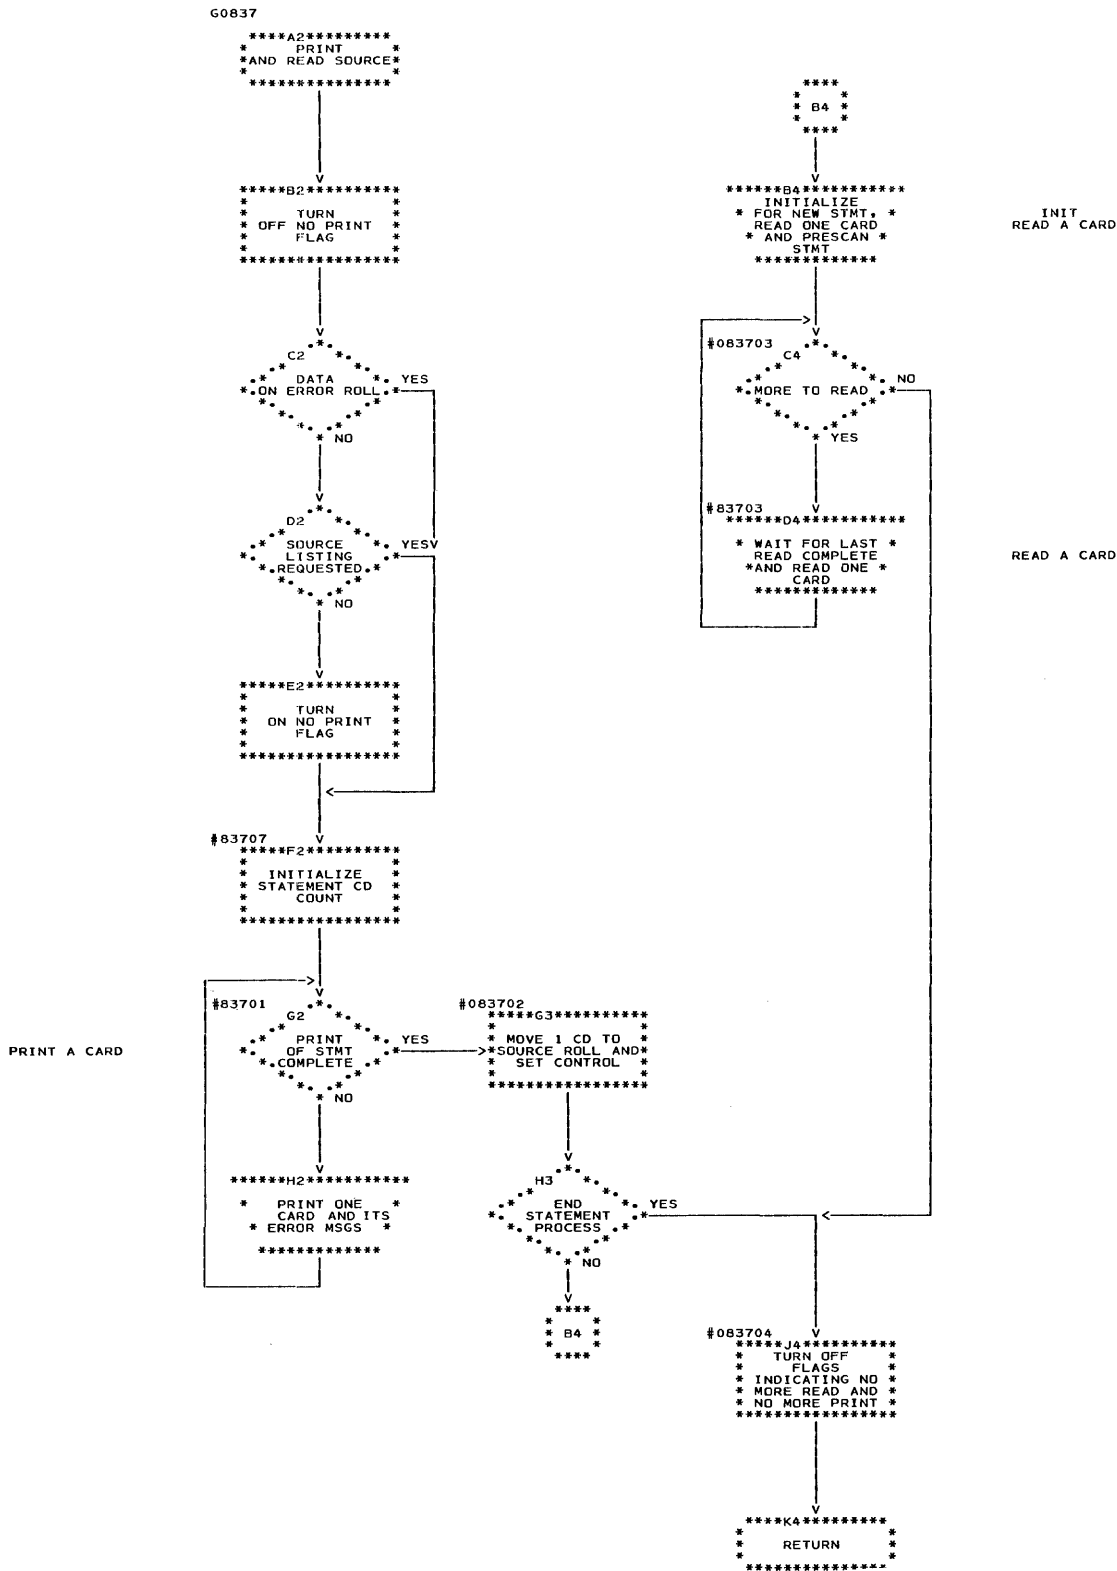 G0837
A2
PRINT
AND READ SOURCE
B2
TURN
OFF NO PRINT
FLAG
C2
DATA
ON ERROR ROLL
YES
NO
D2
SOURCE
LISTING
REQUESTED
YES
NO
E2
TURN
ON NO PRINT
FLAG
#83707
F2
INITIALIZE
STATEMENT CD
COUNT
PRINT A CARD
#83701
G2
PRINT
OF STMT
COMPLETE
YES
NO
H2
PRINT ONE
CARD AND ITS
ERROR MSGS
#083702
G3
MOVE 1 CD TO
SOURCE ROLL AND
SET CONTROL
H3
END
STATEMENT
PROCESS
YES
NO
B4
B4
B4
INITIALIZE
FOR NEW STMT,
READ ONE CARD
AND PRESCAN
STMT
INIT
READ A CARD
#083703
C4
MORE TO READ
NO
YES
#83703
D4
WAIT FOR LAST
READ COMPLETE
AND READ ONE
CARD
READ A CARD
#083704
J4
TURN OFF
FLAGS
INDICATING NO
MORE READ AND
NO MORE PRINT
K4
RETURN